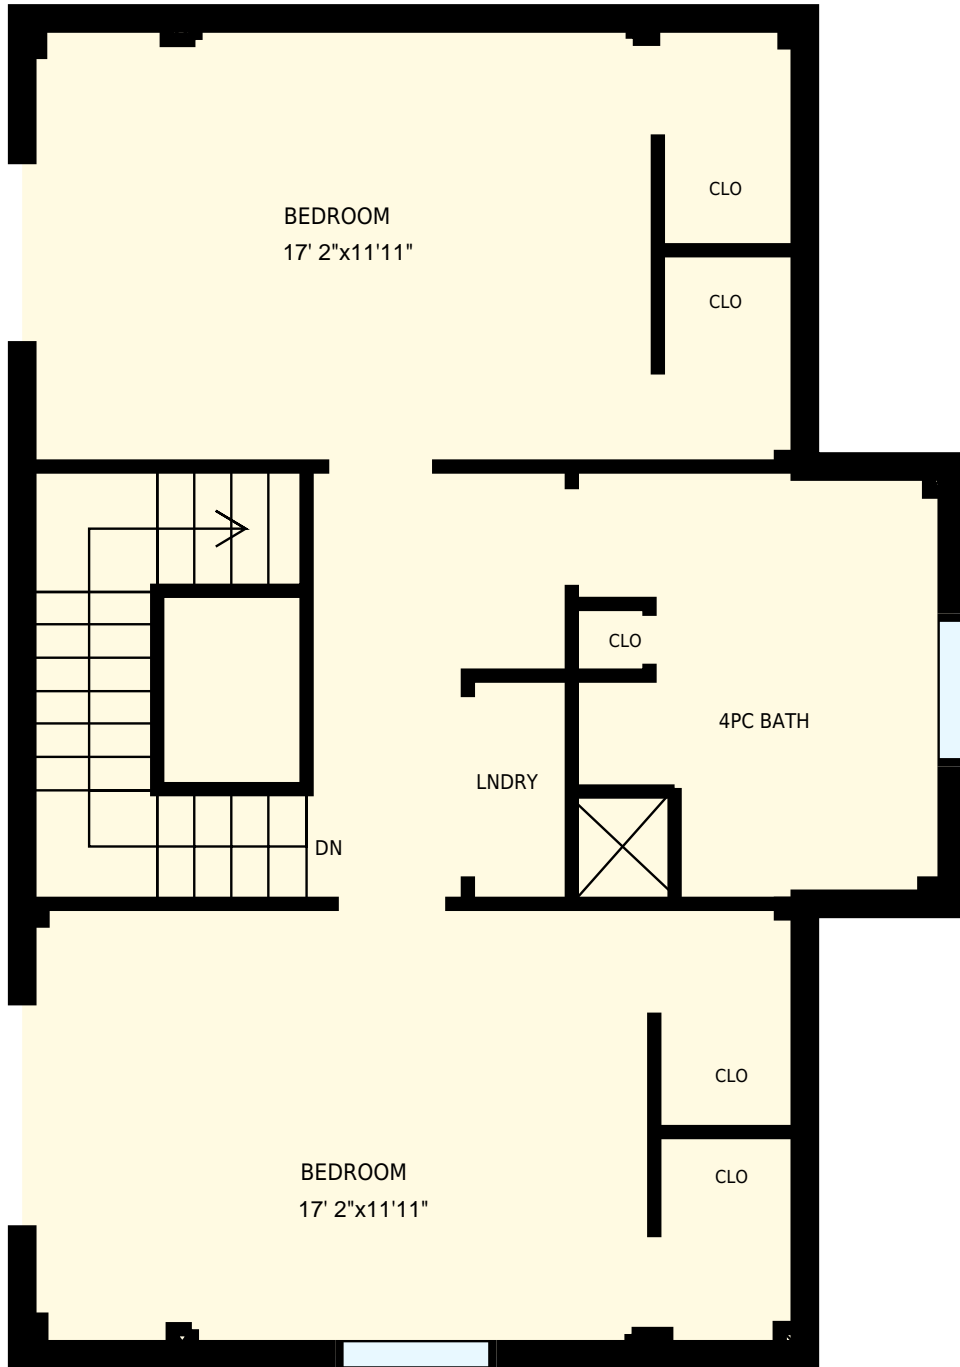 CLO
BEDROOM
17' 2"x11'11"
CLO
CLO
4PC BATH
LNDRY
DN
CLO
BEDROOM
17' 2"x11'11"
CLO